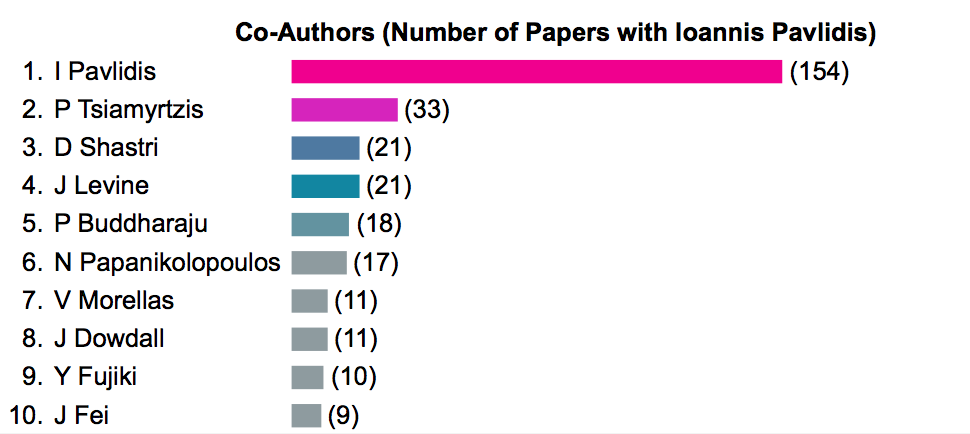 Co-Authors (Number of Papers with Ioannis Pavlidis)
1. I Pavlidis (154)
2. P Tsiamyrtzis (33)
3. D Shastri (21)
4. J Levine (21)
5. P Buddharaju (18)
6. N Papanikolopoulos (17)
7. V Morellas (11)
8. J Dowdall (11)
9. Y Fujiki (10)
10. J Fei (9)